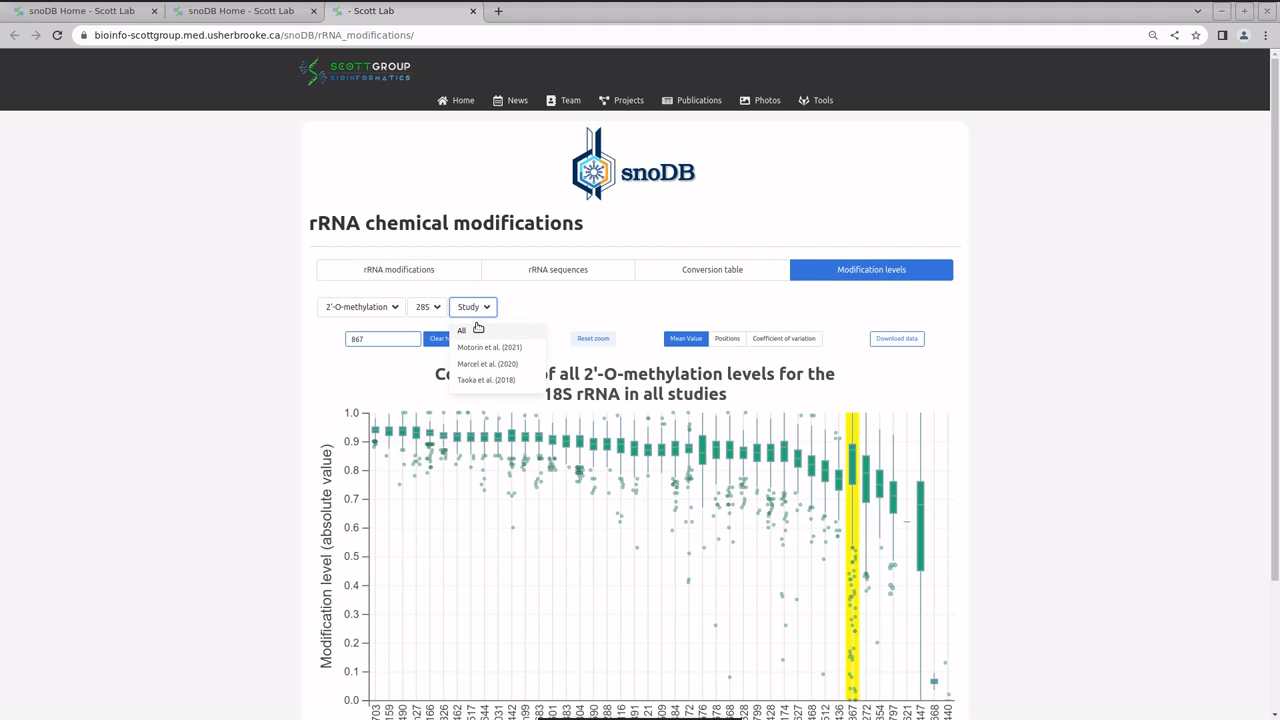 snoDB Home - Scott Lab
snoDB Home - Scott Lab
- Scott Lab
bioinfo-scottgroup.med.usherbrooke.ca/snoDB/rRNA_modifications/
SCOTTGROUP
BIOINFORMATICS
Home News Team Projects Publications Photos Tools
snoDB
rRNA chemical modifications
rRNA modifications rRNA sequences Conversion table Modification levels
2'-O-methylation 28S Study
All
Motorin et al. (2021)
Marcel et al. (2020)
Taoka et al. (2018)
867 Clear Reset zoom Mean Value Positions Coefficient of variation Download data
of all 2'-O-methylation levels for the
18S rRNA in all studies
Modification level (absolute value)
1.0
0.9
0.8
0.7
0.6
0.5
0.4
0.3
0.2
0.1
0.0